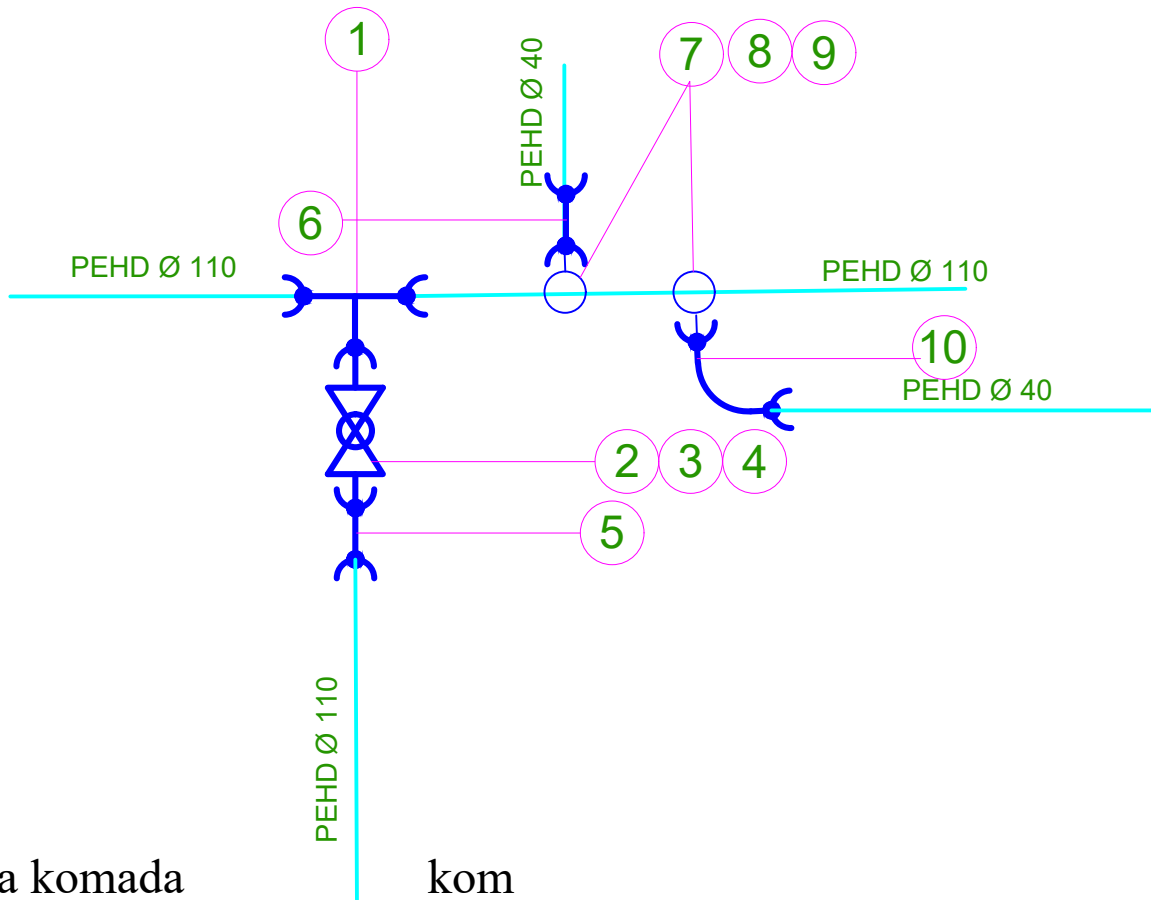 1
7 8 9
PEHD Ø 40
6
PEHD Ø 110
PEHD Ø 110
10
PEHD Ø 40
2 3 4
5
PEHD Ø 110
a komada kom